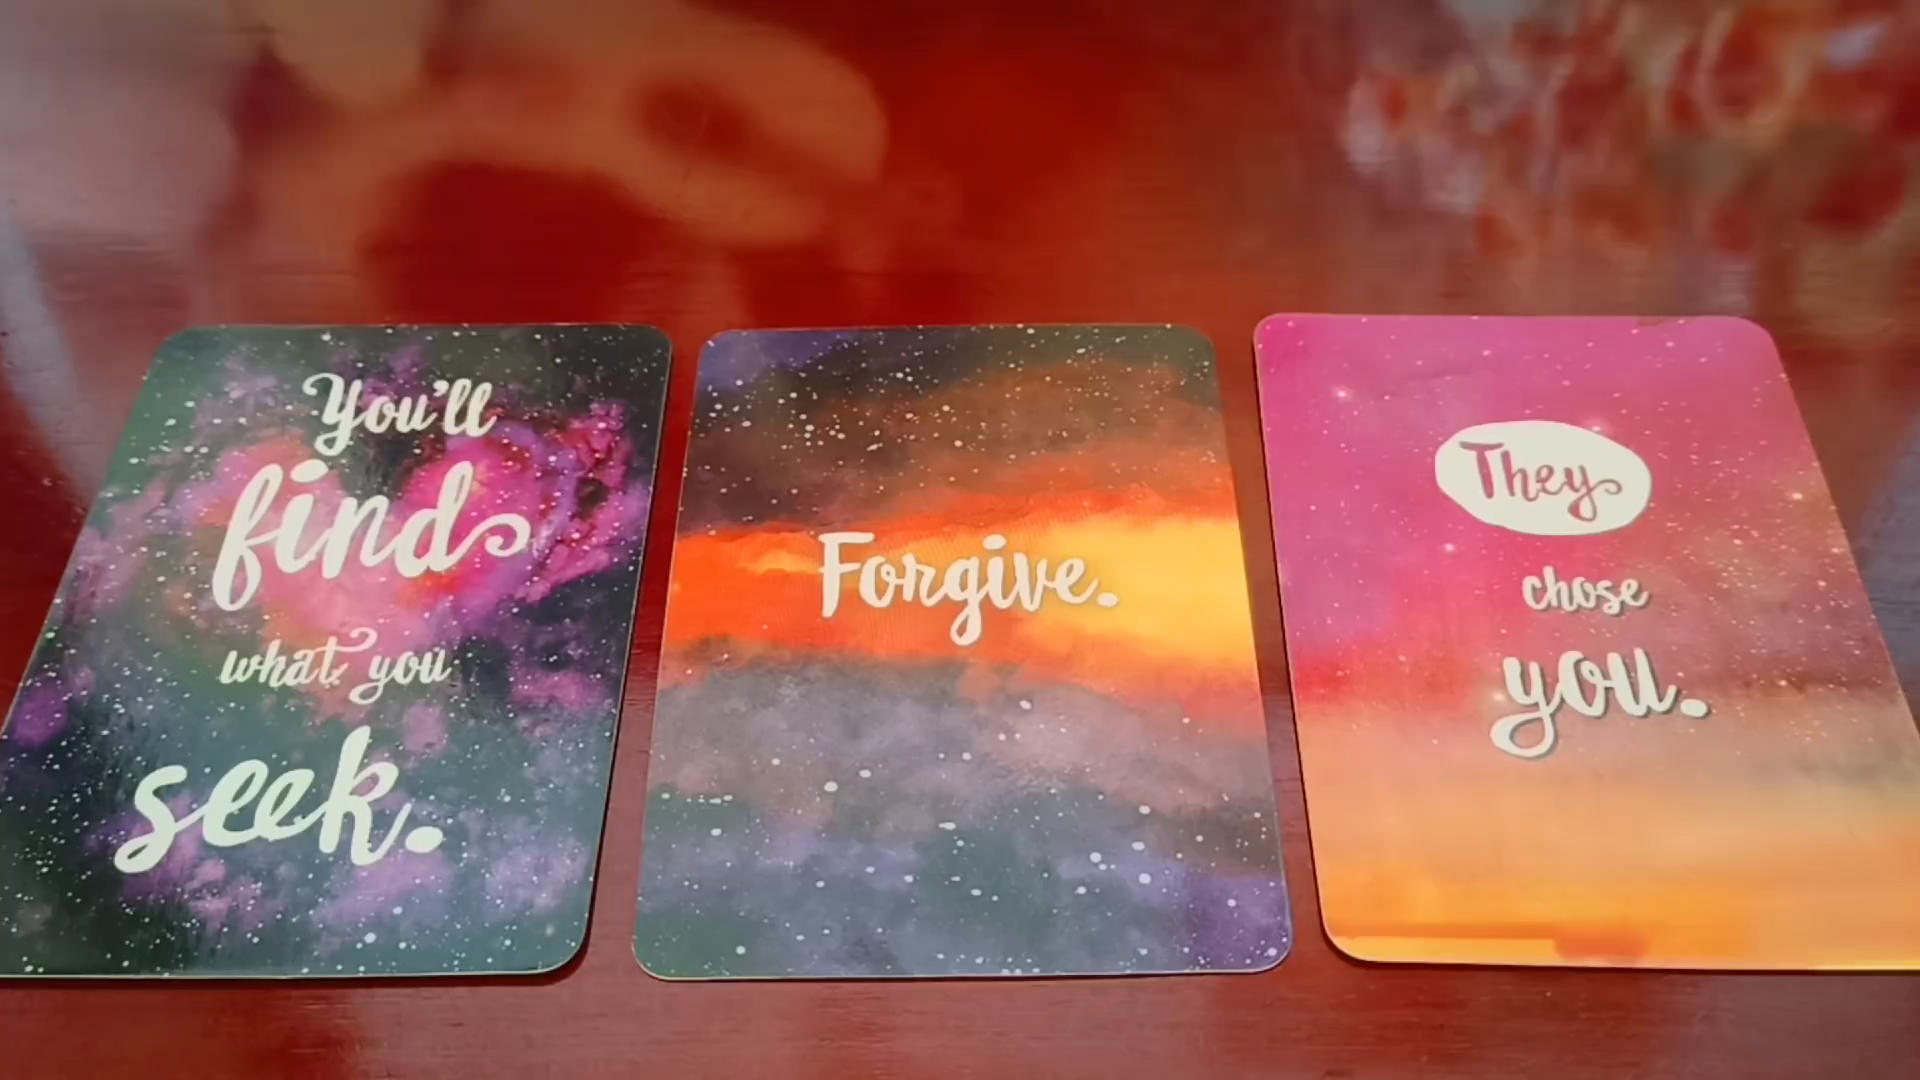 You'll
find
what you
seek.
Forgive.
They
chose
you.